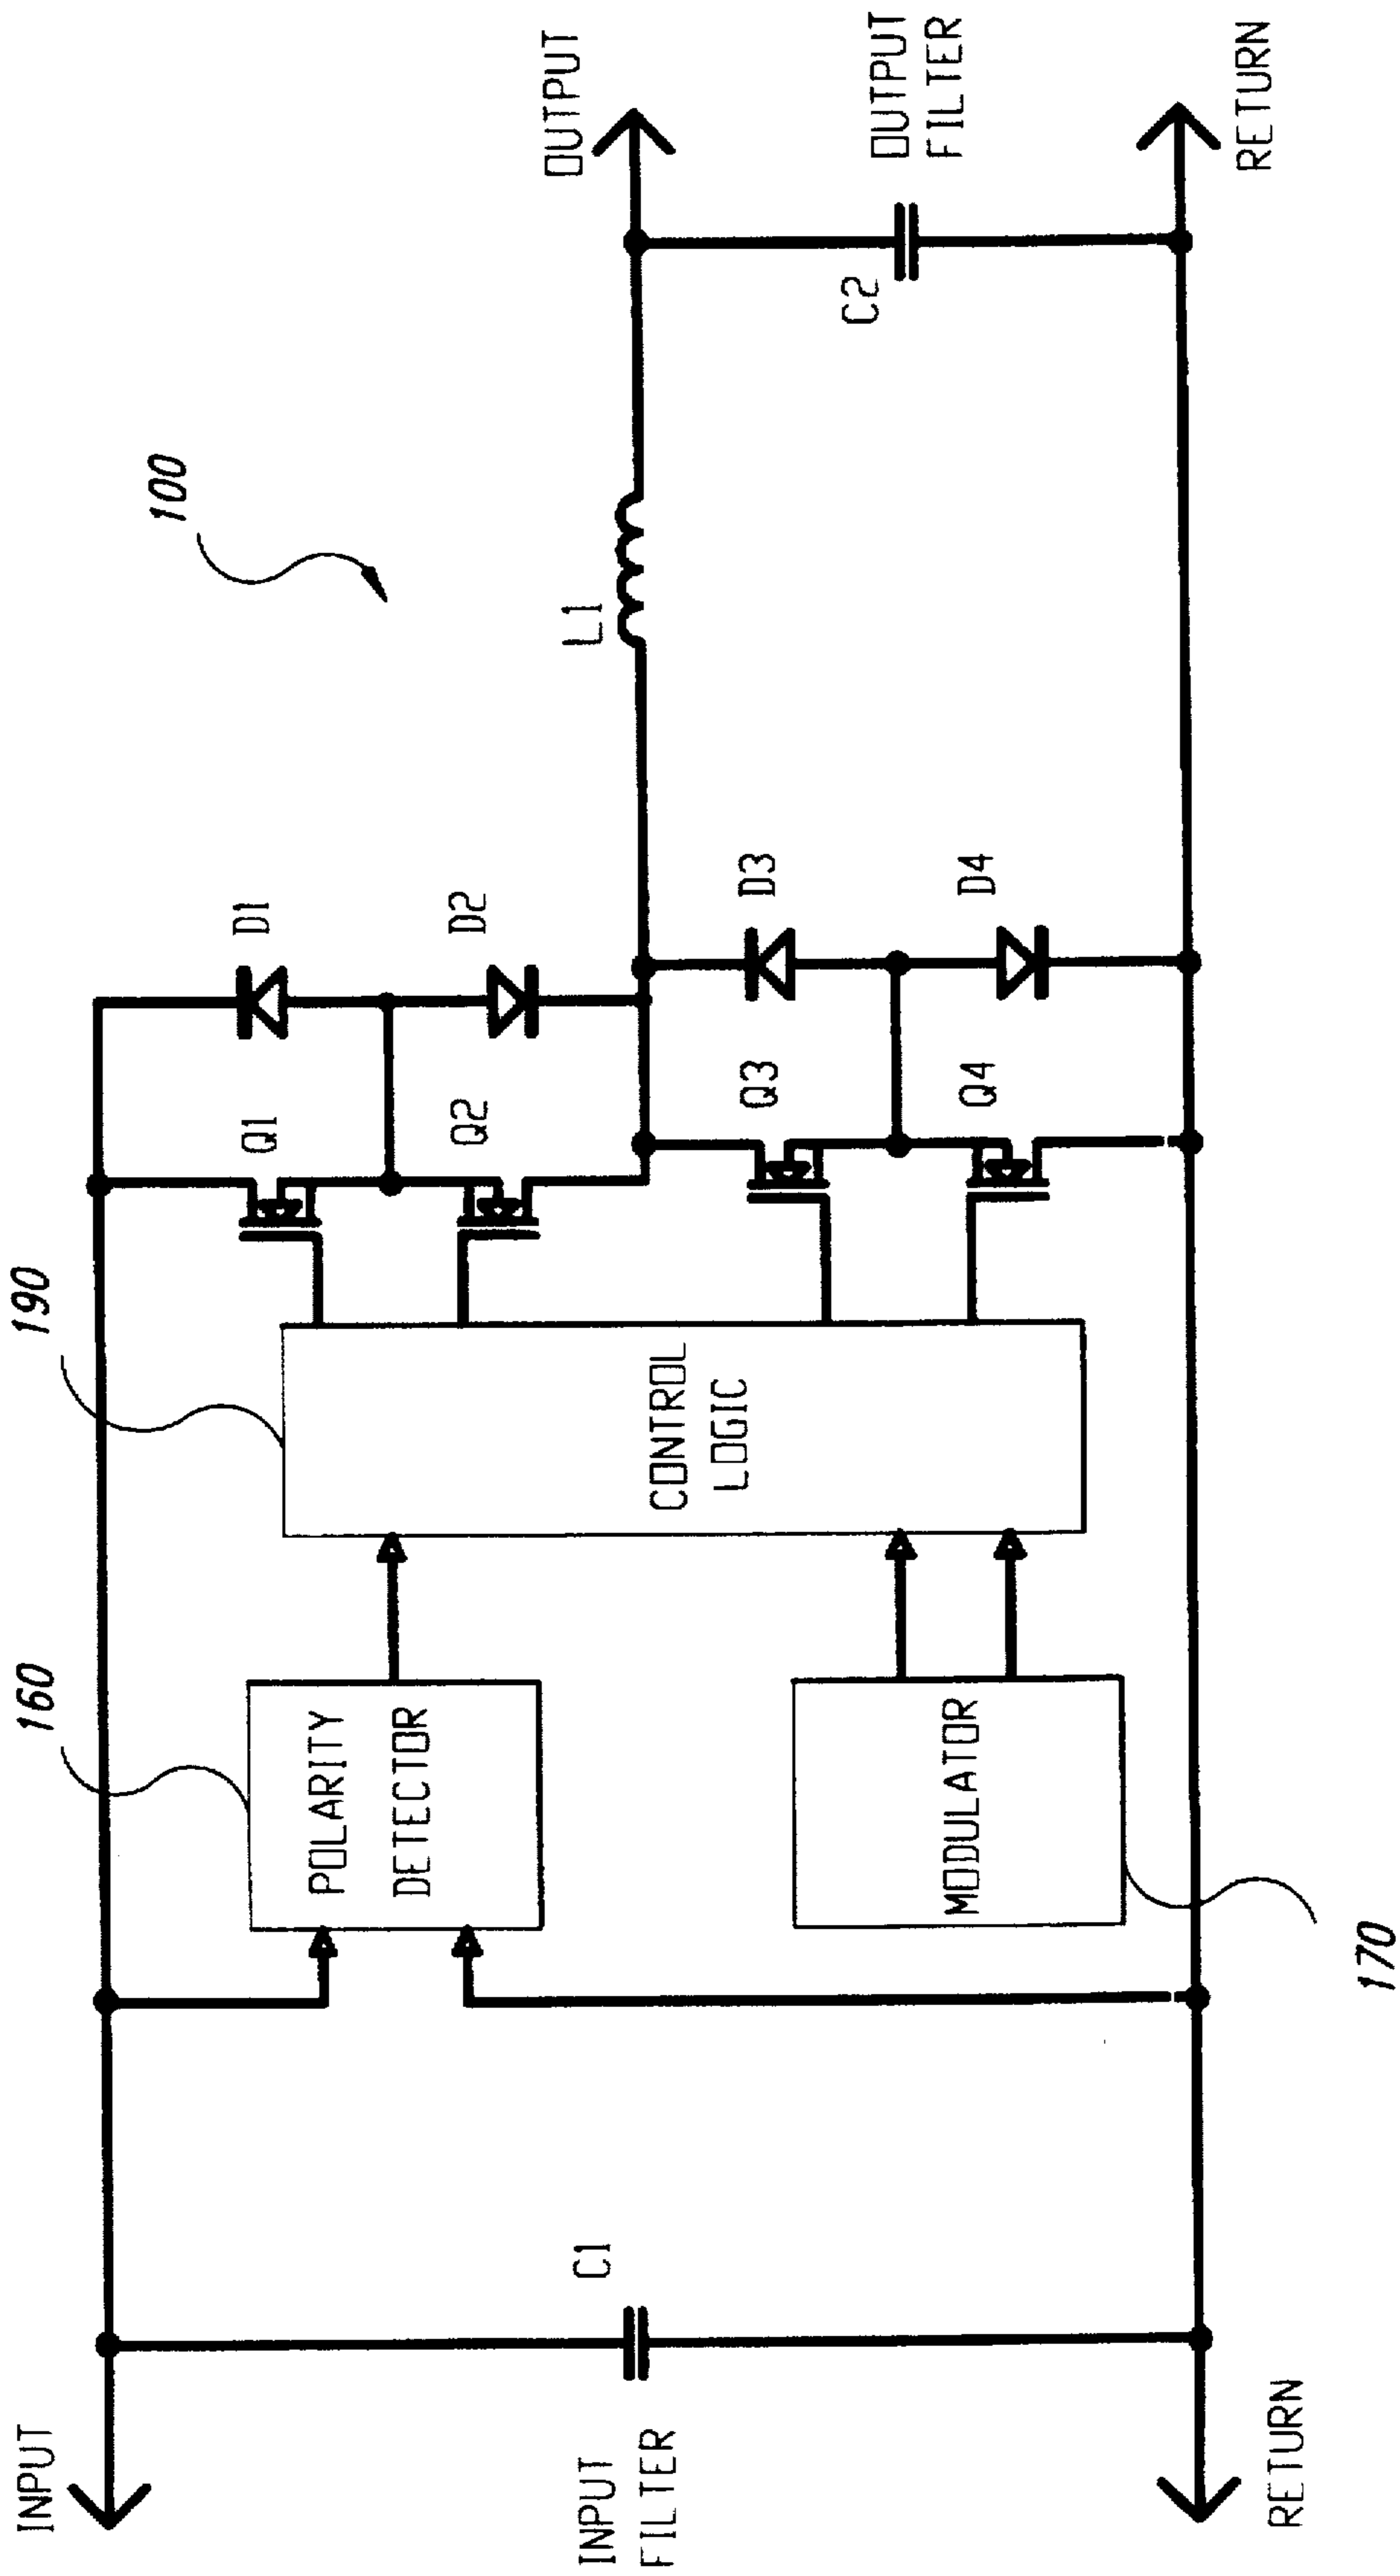 INPUT
INPUT
FILTER
C1
RETURN
160
POLARITY
DETECTOR
MODULATOR
170
190
CONTROL
LOGIC
Q1
Q2
Q3
Q4
D1
D2
D3
D4
100
L1
OUTPUT
C2
OUTPUT
FILTER
RETURN